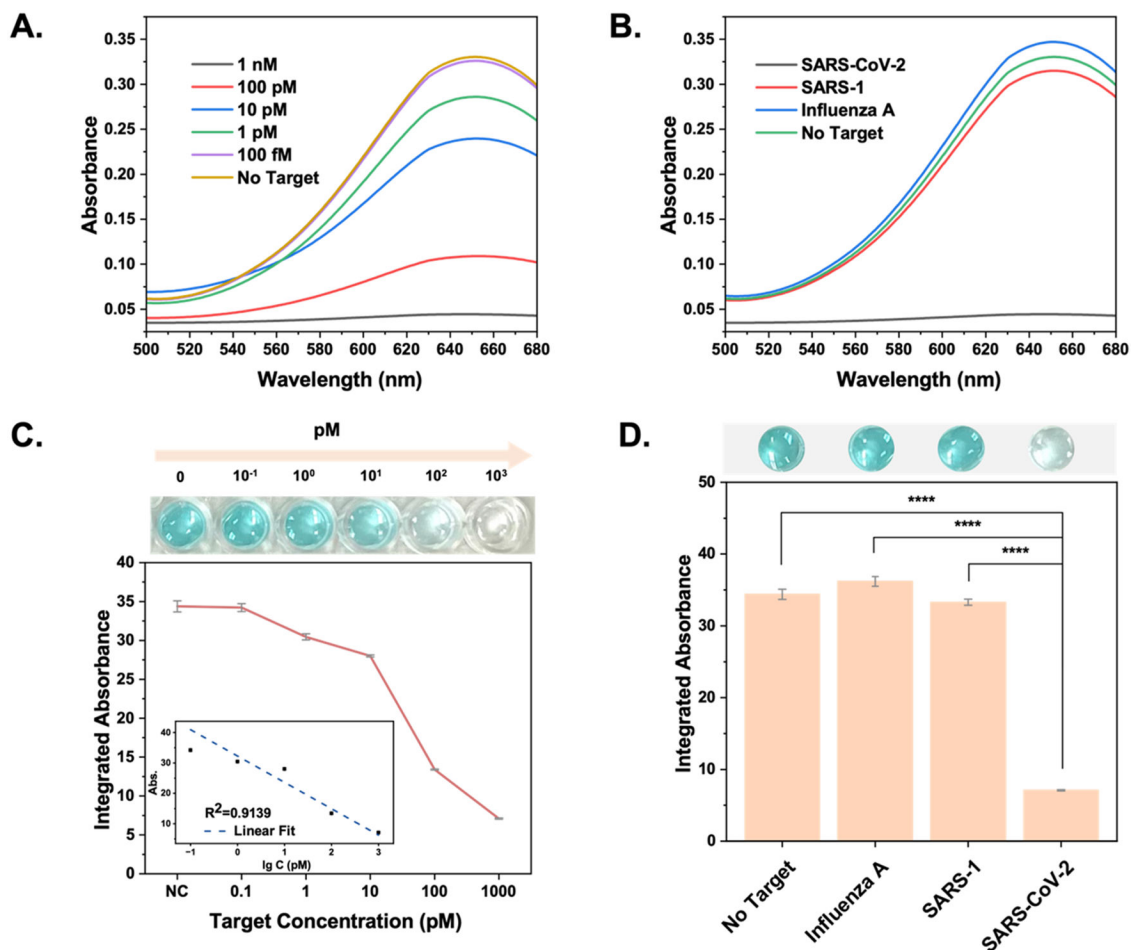 A.
0.35
0.30
0.25
0.20
0.15
0.10
0.05
Absorbance
1 nM
100 pM
10 pM
1 pM
100 fM
No Target
500 520 540 560 580 600 620 640 660 680
Wavelength (nm)
B.
0.35
0.30
0.25
0.20
0.15
0.10
0.05
Absorbance
SARS-CoV-2
SARS-1
Influenza A
No Target
500 520 540 560 580 600 620 640 660 680
Wavelength (nm)
C.
pM
0 10-1 100 101 102 103
40
35
30
25
20
15
10
5
0
Integrated Absorbance
40
30
20
10
Abs.
R2=0.9139
Linear Fit
−1 0 1 2 3
lg C (pM)
NC 0.1 1 10 100 1000
Target Concentration (pM)
D.
50
40
30
20
10
0
Integrated Absorbance
****
****
****
No Target
Influenza A
SARS-1
SARS-CoV-2